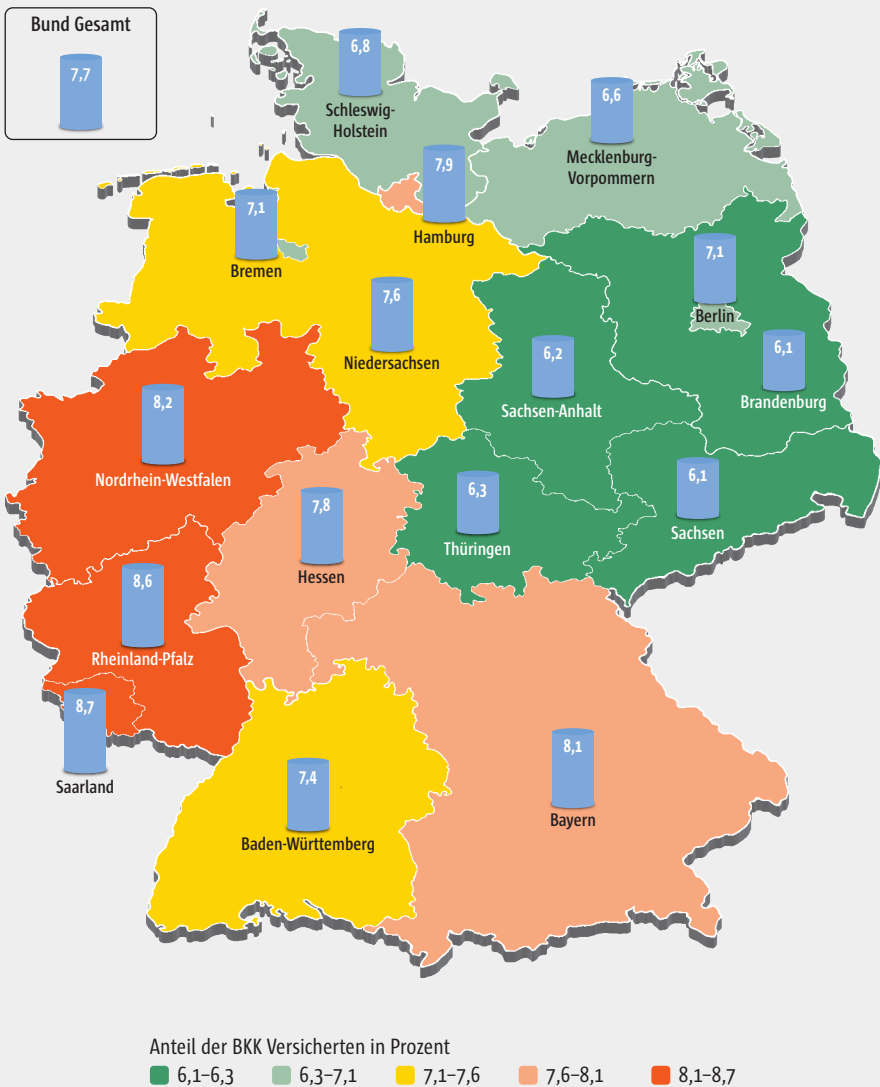 Bund Gesamt
7,7
6,8
Schleswig-
Holstein
6,6
Mecklenburg-
Vorpommern
7,9
Hamburg
7,1
Bremen
7,6
Niedersachsen
7,1
Berlin
6,1
Brandenburg
6,2
Sachsen-Anhalt
8,2
Nordrhein-Westfalen
7,8
Hessen
6,3
Thüringen
6,1
Sachsen
8,6
Rheinland-Pfalz
8,7
Saarland
7,4
Baden-Württemberg
8,1
Bayern
Anteil der BKK Versicherten in Prozent
6,1–6,3 6,3–7,1 7,1–7,6 7,6–8,1 8,1–8,7